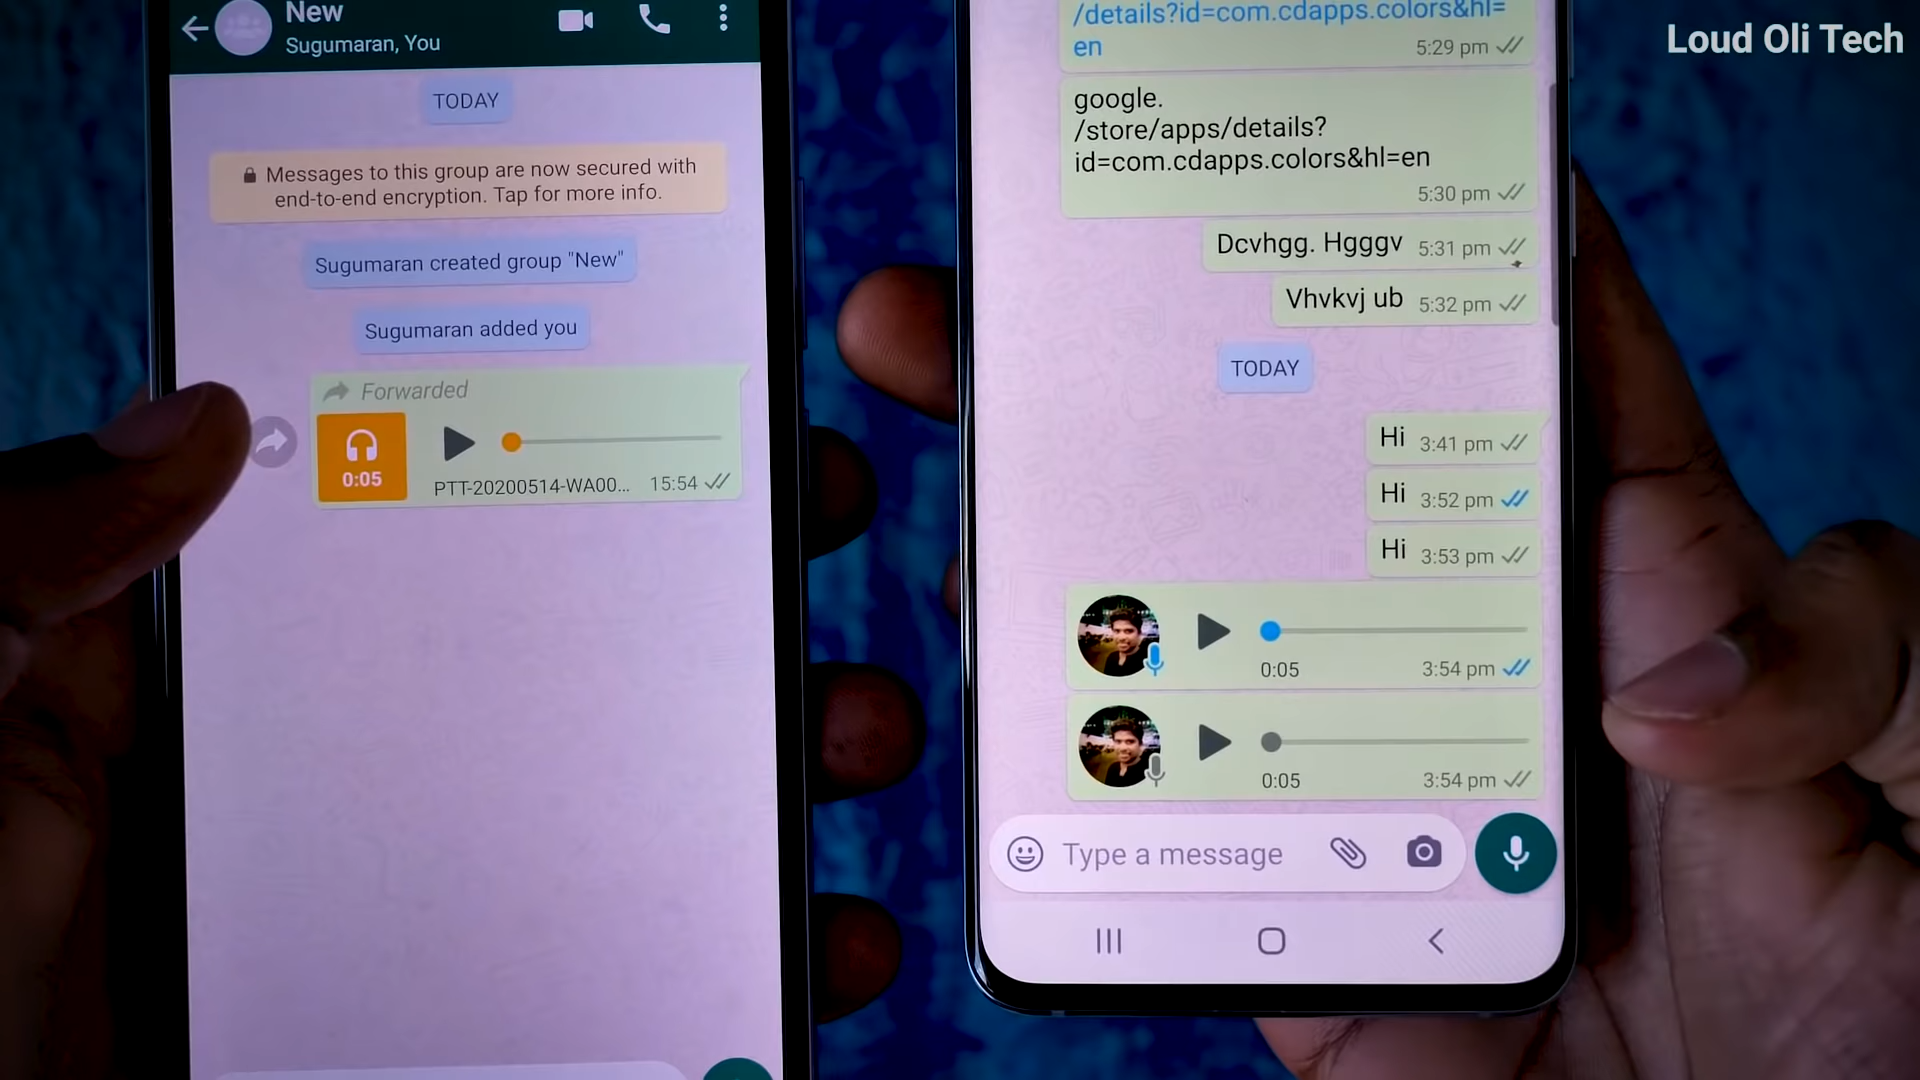 Loud Oli Tech
New
Sugumaran, You
TODAY
Messages to this group are now secured with
end-to-end encryption. Tap for more info.
Sugumaran created group "New"
Sugumaran added you
Forwarded
0:05
PTT-20200514-WA00... 15:54
/details?id=com.cdapps.colors&hl=
en
5:29 pm
google.
/store/apps/details?
id=com.cdapps.colors&hl=en
5:30 pm
Dcvhgg. Hgggv 5:31 pm
Vhvkvj ub 5:32 pm
TODAY
Hi 3:41 pm
Hi 3:52 pm
Hi 3:53 pm
0:05 3:54 pm
0:05 3:54 pm
Type a message